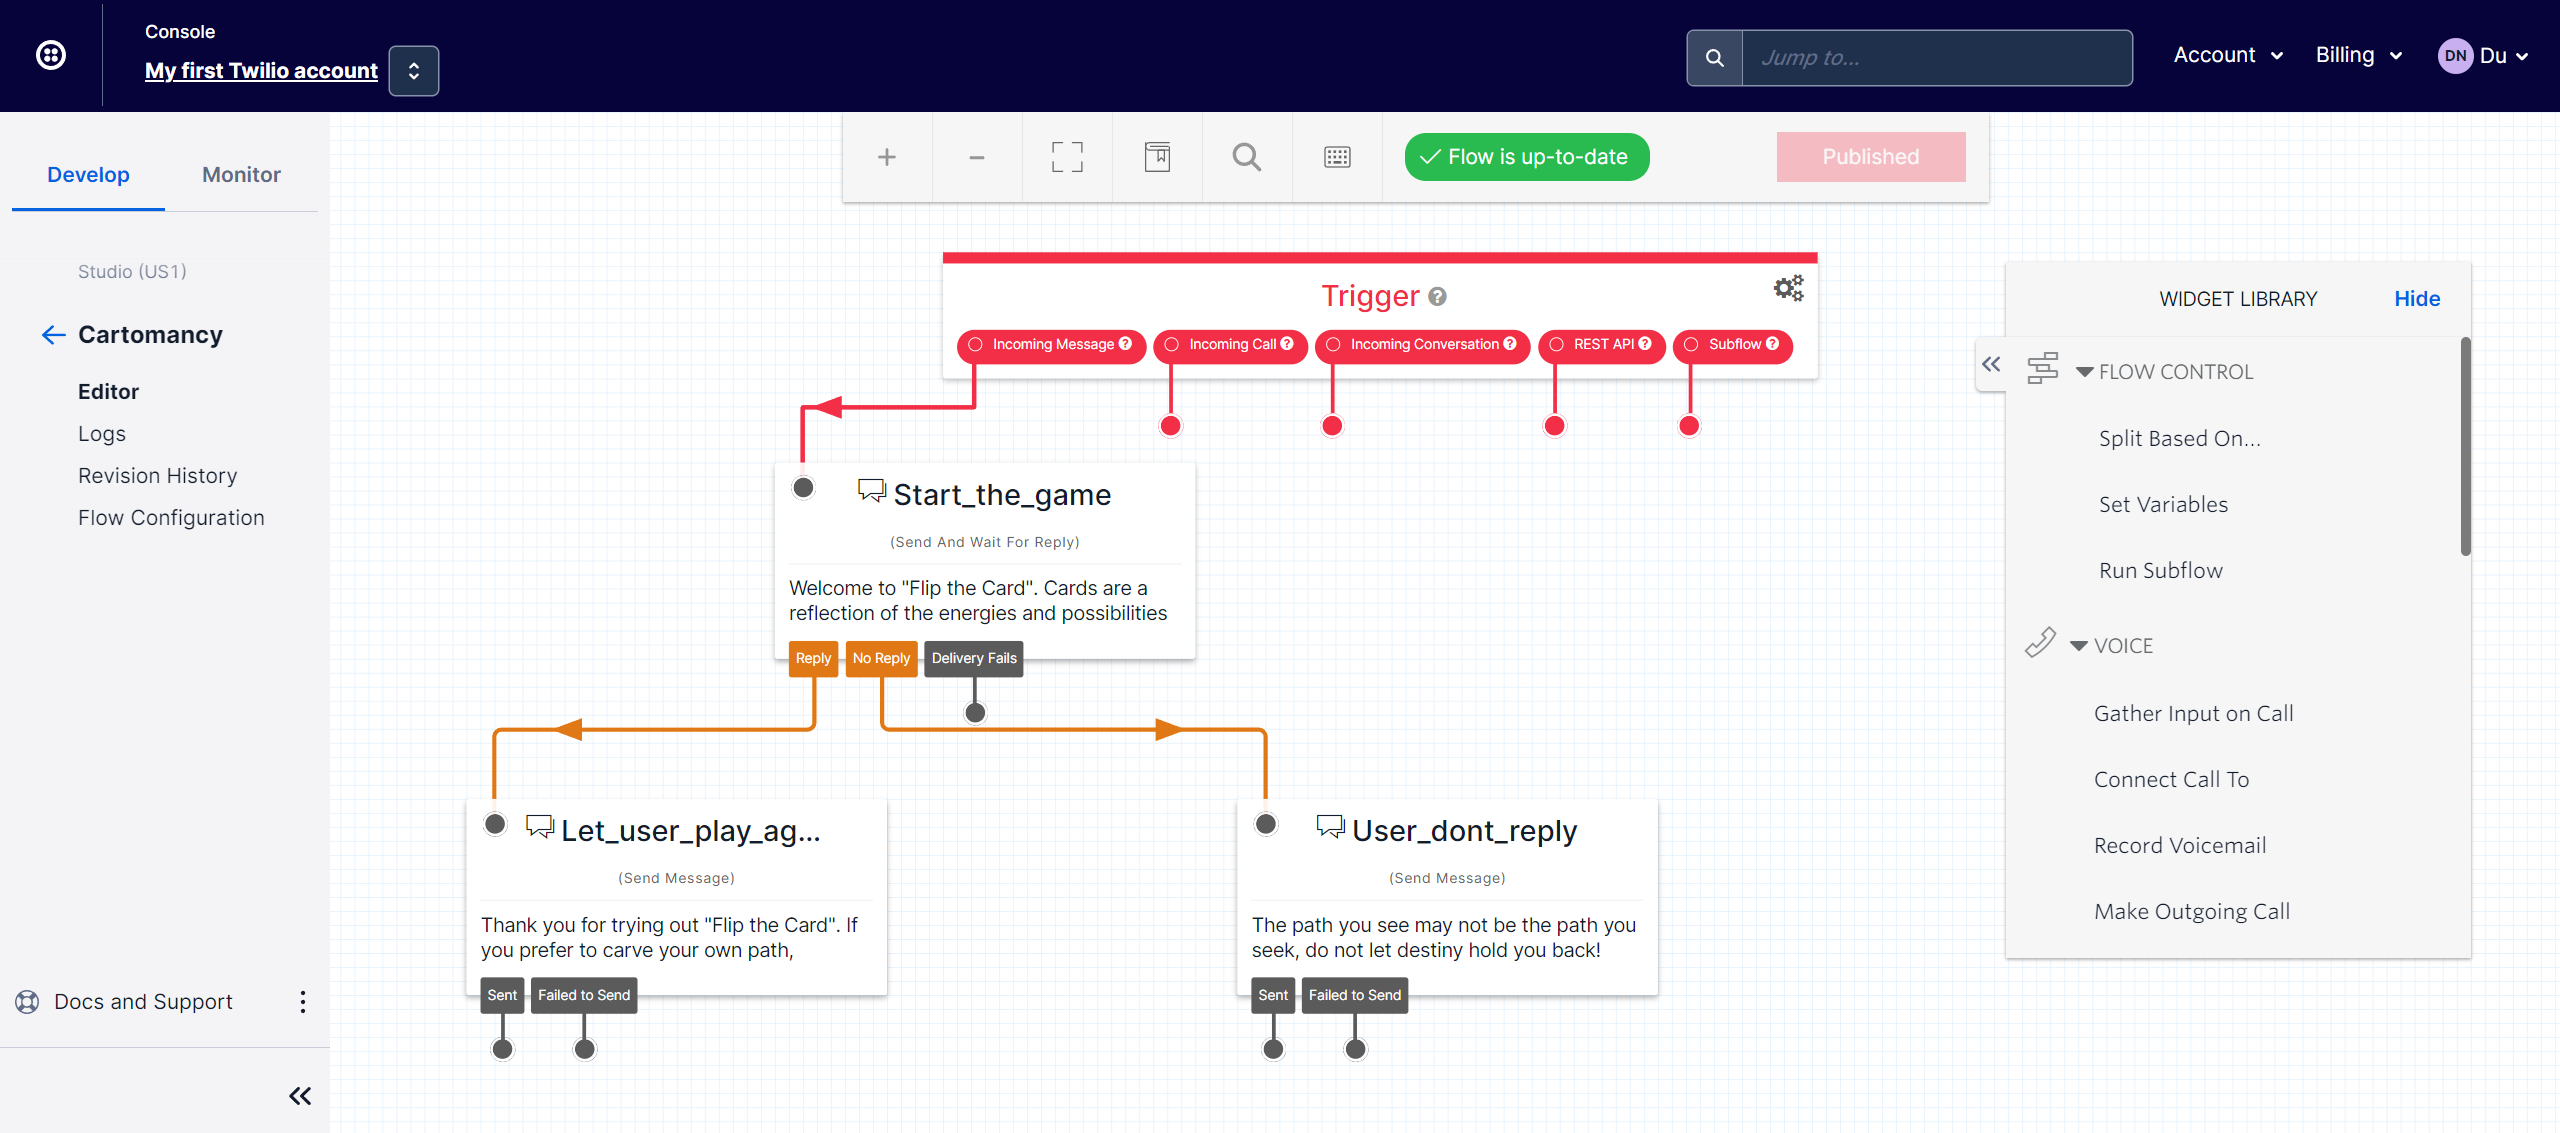 Console
My first Twilio account
Jump to...
Account
Billing
DN Du
Develop
Monitor
Studio (US1)
Cartomancy
Editor
Logs
Revision History
Flow Configuration
Docs and Support
Flow is up-to-date
Published
Trigger ?
Incoming Message ?
Incoming Call ?
Incoming Conversation ?
REST API ?
Subflow ?
Start_the_game
(Send And Wait For Reply)
Welcome to "Flip the Card". Cards are a
reflection of the energies and possibilities
Reply
No Reply
Delivery Fails
Let_user_play_ag...
(Send Message)
Thank you for trying out "Flip the Card". If
you prefer to carve your own path,
Sent
Failed to Send
User_dont_reply
(Send Message)
The path you see may not be the path you
seek, do not let destiny hold you back!
Sent
Failed to Send
WIDGET LIBRARY
Hide
FLOW CONTROL
Split Based On...
Set Variables
Run Subflow
VOICE
Gather Input on Call
Connect Call To
Record Voicemail
Make Outgoing Call